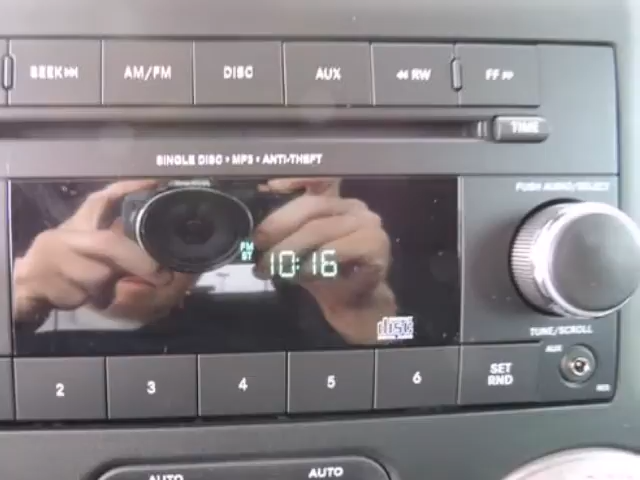 SEEK AM/FM DISC AUX RW FF
TIME
SINGLE DISC • MP3 • ANTI-THEFT
PUSH AUDIO/SELECT
FM
ST
10:16
disc
TUNE/SCROLL
AUX
2 3 4 5 6 SET
RND
AUTO AUTO